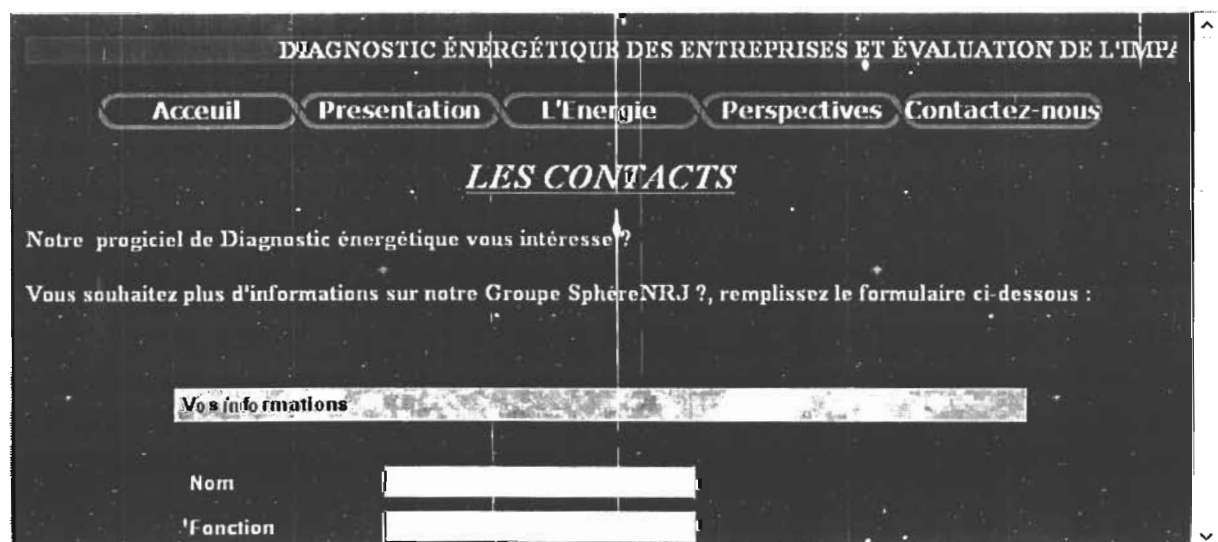 DIAGNOSTIC ÉNERGÉTIQUE DES ENTREPRISES ET ÉVALUATION DE L'IMPA
Acceuil Presentation L'Energie Perspectives Contactez-nous
LES CONTACTS
Notre progiciel de Diagnostic énergétique vous intéresse ?
Vous souhaitez plus d'informations sur notre Groupe SphéreNRJ ?, remplissez le formulaire ci-dessous :
Vos informations
Nom
'Fonction